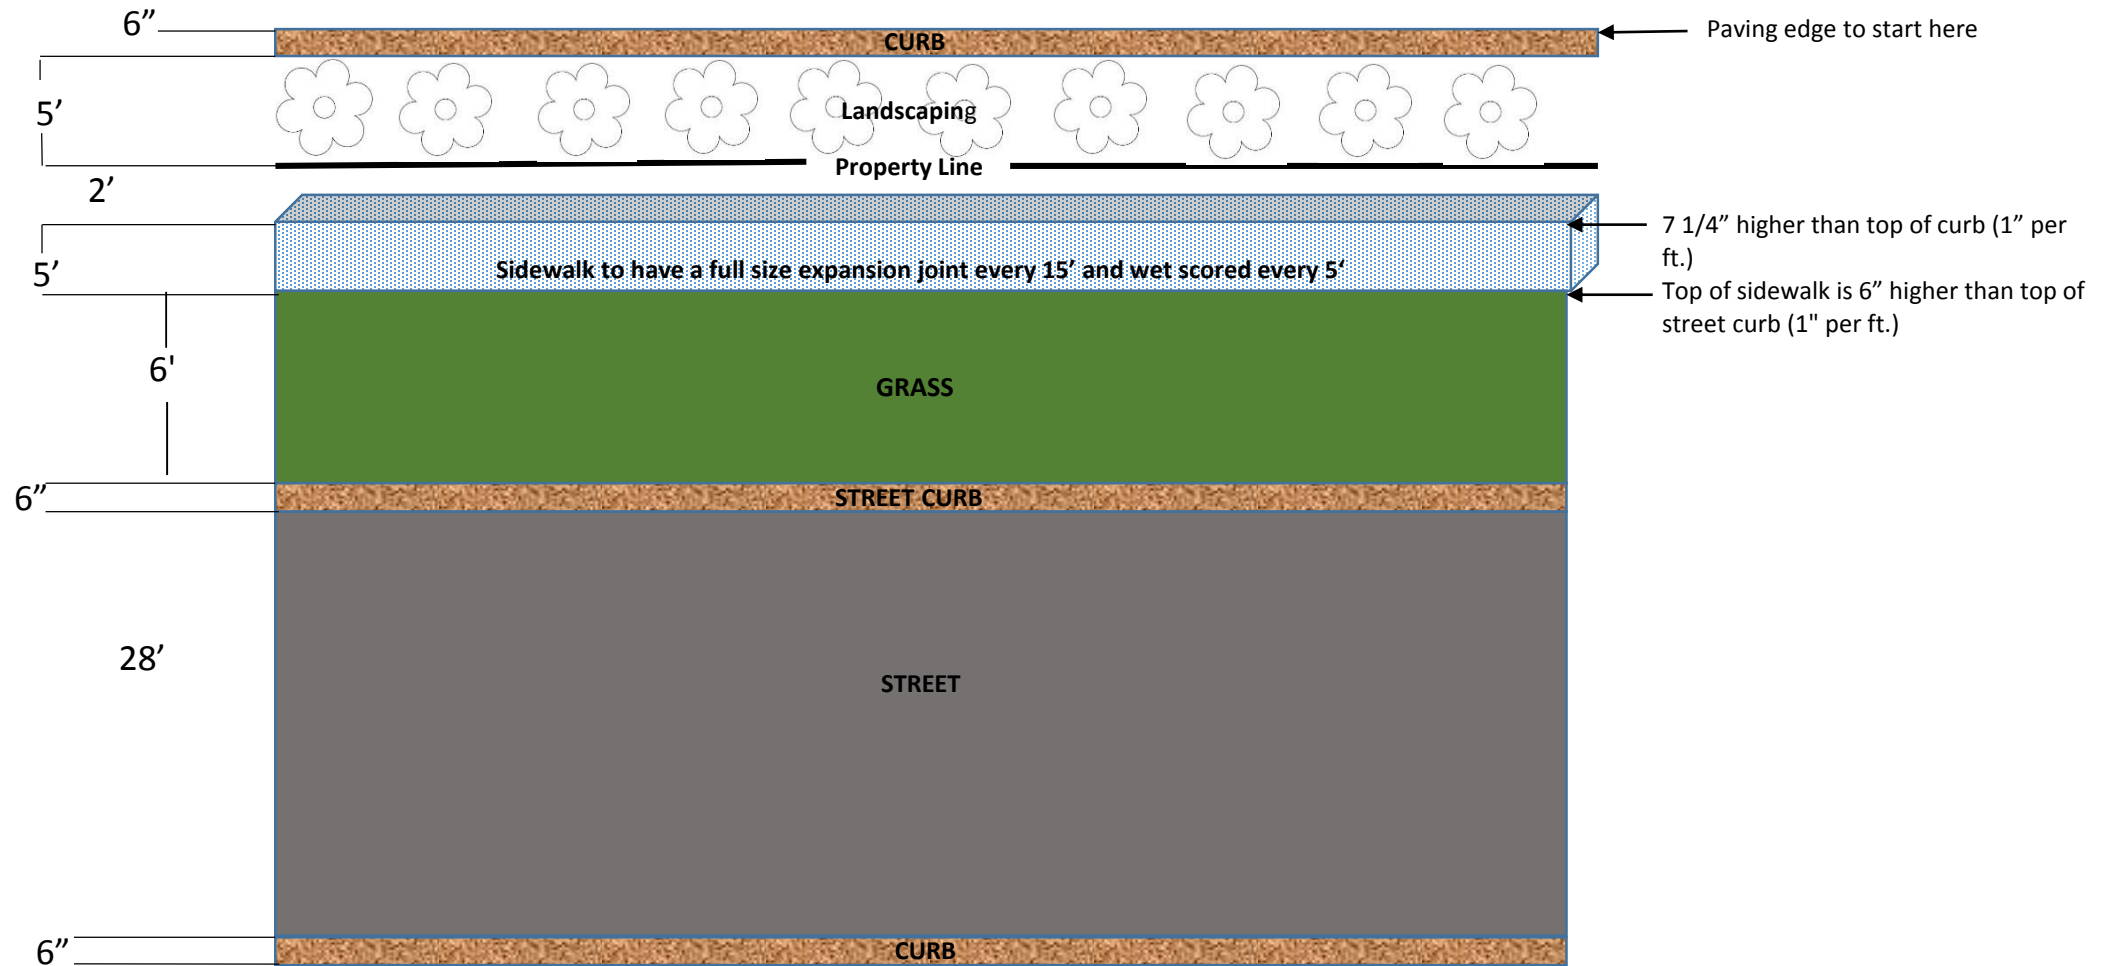 6”
CURB
Paving edge to start here
5’
Landscaping
Property Line
2’
7 1/4” higher than top of curb (1” per
ft.)
5’
Sidewalk to have a full size expansion joint every 15’ and wet scored every 5‘
Top of sidewalk is 6” higher than top of
street curb (1" per ft.)
6'
GRASS
6”
STREET CURB
28’
STREET
6”
CURB